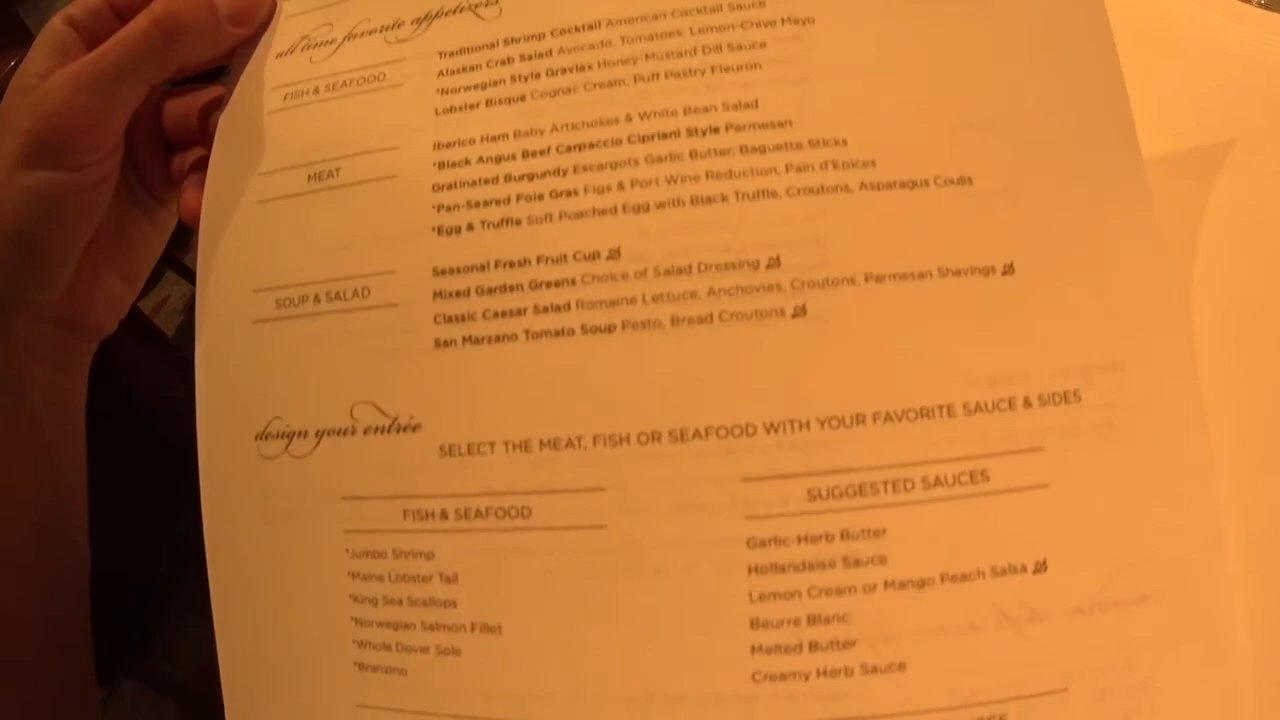 all time favorite appetizers
FISH & SEAFOOD
Traditional Shrimp Cocktail American Cocktail Sauce
Alaskan Crab Salad Avocado, Tomatoes, Lemon-Chive Mayo
*Norwegian Style Gravlax Honey-Mustard Dill Sauce
Lobster Bisque Cognac Cream, Puff Pastry Fleuron
MEAT
Iberico Ham Baby Artichokes & White Bean Salad
*Black Angus Beef Carpaccio Cipriani Style Parmesan
Gratinated Burgundy Escargots Garlic Butter, Baguette Sticks
*Pan-Seared Foie Gras Figs & Port Wine Reduction, Pain d'Epices
*Egg & Truffle Soft Poached Egg with Black Truffle, Croutons, Asparagus Coulis
SOUP & SALAD
Seasonal Fresh Fruit Cup
Mixed Garden Greens Choice of Salad Dressing
Classic Caesar Salad Romaine Lettuce, Anchovies, Croutons, Parmesan Shavings
San Marzano Tomato Soup Pesto, Bread Croutons
design your entrée
SELECT THE MEAT, FISH OR SEAFOOD WITH YOUR FAVORITE SAUCE & SIDES
FISH & SEAFOOD
*Jumbo Shrimp
*Maine Lobster Tail
*King Sea Scallops
*Norwegian Salmon Fillet
*Whole Dover Sole
*Branzino
SUGGESTED SAUCES
Garlic-Herb Butter
Hollandaise Sauce
Lemon Cream or Mango Peach Salsa
Beurre Blanc
Melted Butter
Creamy Herb Sauce